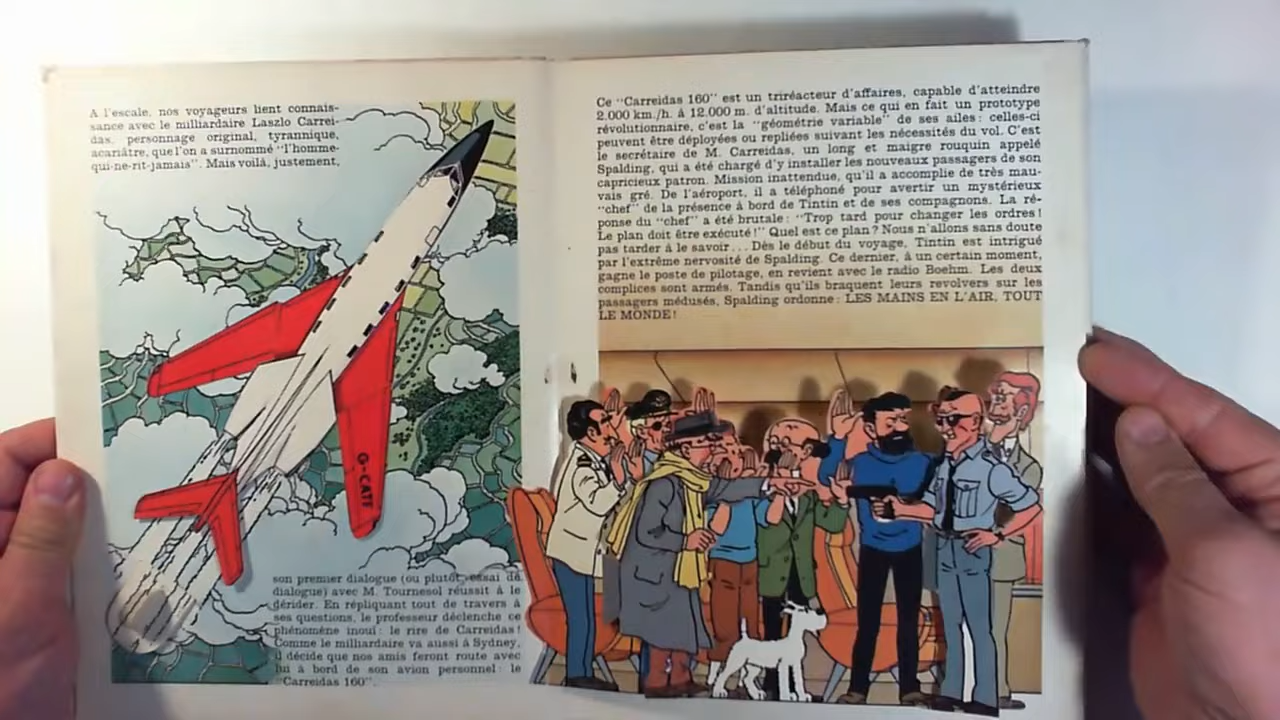 A l'escale, nos voyageurs lient connais-
sance avec le milliardaire Laszlo Carrei-
das, personnage original, tyrannique,
acariâtre, que l'on a surnommé "l'homme-
qui-ne-rit-jamais". Mais voilà, justement,
G-CATF
son premier dialogue (ou plutôt, essai de
dialogue) avec M. Tournesol réussit à le
dérider. En répliquant tout de travers à
ses questions, le professeur déclenche ce
phénomène inouï : le rire de Carreidas !
Comme le milliardaire va aussi à Sydney,
il décide que nos amis feront route avec
lui à bord de son avion personnel : le
"Carreidas 160".
Ce "Carreidas 160" est un triréacteur d'affaires, capable d'atteindre
2.000 km./h. à 12.000 m. d'altitude. Mais ce qui en fait un prototype
révolutionnaire, c'est la "géométrie variable" de ses ailes : celles-ci
peuvent être déployées ou repliées suivant les nécessités du vol. C'est
le secrétaire de M. Carreidas, un long et maigre rouquin appelé
Spalding, qui a été chargé d'y installer les nouveaux passagers de son
capricieux patron. Mission inattendue, qu'il a accomplie de très mau-
vais gré. De l'aéroport, il a téléphoné pour avertir un mystérieux
"chef" de la présence à bord de Tintin et de ses compagnons. La ré-
ponse du "chef" a été brutale : "Trop tard pour changer les ordres !
Le plan doit être exécuté !" Quel est ce plan ? Nous n'allons sans doute
pas tarder à le savoir... Dès le début du voyage, Tintin est intrigué
par l'extrême nervosité de Spalding. Ce dernier, à un certain moment,
gagne le poste de pilotage, en revient avec le radio Boehm. Les deux
complices sont armés. Tandis qu'ils braquent leurs revolvers sur les
passagers médusés, Spalding ordonne : LES MAINS EN L'AIR, TOUT
LE MONDE !